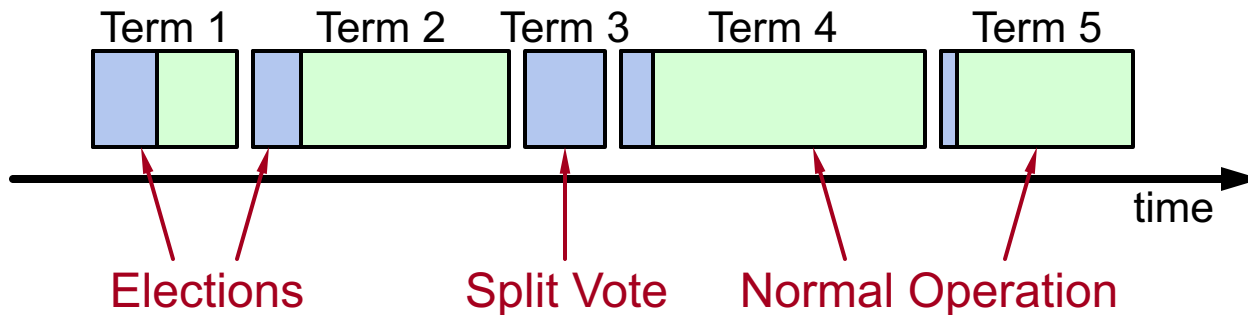 Term 1 Term 2 Term 3 Term 4 Term 5
time
Elections Split Vote Normal Operation